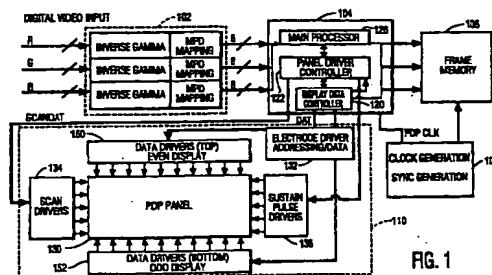 DIGITAL VIDEO INPUT
102
104
106
R
G
B
INVERSE GAMMA
MPD MAPPING
INVERSE GAMMA
MPD MAPPING
INVERSE GAMMA
MPD MAPPING
8
8
8
MAIN PROCESSOR
126
PANEL DRIVER CONTROLLER
122
DISPLAY DATA CONTROLLER
120
FRAME MEMORY
SCANDAT
DAT
PDP CLK
150
DATA DRIVERS (TOP)
EVEN DISPLAY
ELECTRODE DRIVER
ADDRESSING/DATA
132
CLOCK GENERATION
SYNC GENERATION
134
SCAN DRIVERS
PDP PANEL
SUSTAIN PULSE DRIVERS
110
130
136
DATA DRIVERS (BOTTOM)
ODD DISPLAY
152
FIG. 1